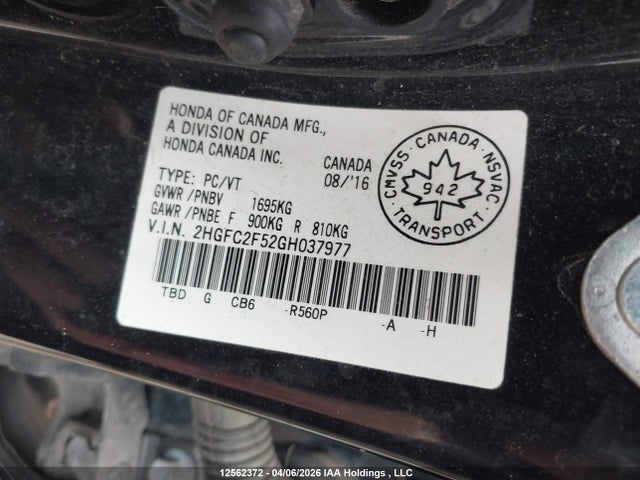 HONDA OF CANADA MFG.,
A DIVISION OF
HONDA CANADA INC.
CANADA
08/'16
TYPE: PC/VT
GVWR /PNBV 1695KG
GAWR /PNBE F 900KG R 810KG
V.I.N. 2HGFC2F52GH037977
TBD G CB6 -R560P -A -H
CMVSS · CANADA · NSVAC
942
TRANSPORT
12562372 - 04/06/2026 IAA Holdings , LLC